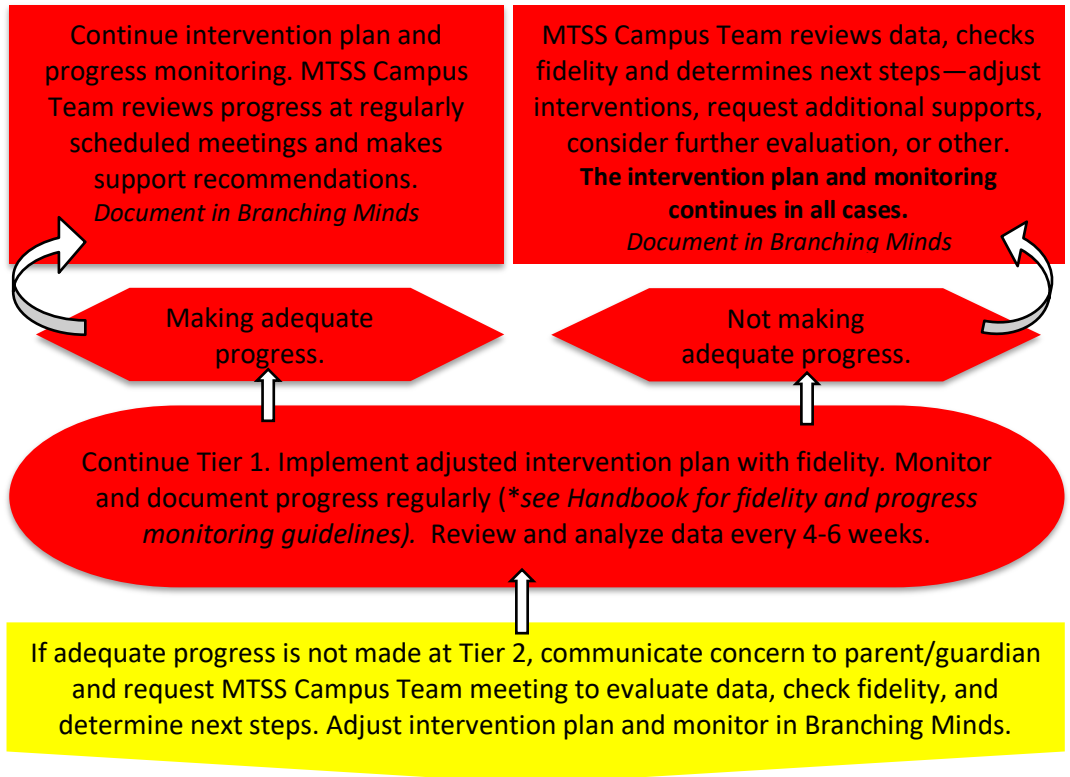 Continue intervention plan and
progress monitoring. MTSS Campus
Team reviews progress at regularly
scheduled meetings and makes
support recommendations.
Document in Branching Minds
MTSS Campus Team reviews data, checks
fidelity and determines next steps—adjust
interventions, request additional supports,
consider further evaluation, or other.
The intervention plan and monitoring
continues in all cases.
Document in Branching Minds
Making adequate
progress.
Not making
adequate progress.
Continue Tier 1. Implement adjusted intervention plan with fidelity. Monitor
and document progress regularly (*see Handbook for fidelity and progress
monitoring guidelines).  Review and analyze data every 4-6 weeks.
If adequate progress is not made at Tier 2, communicate concern to parent/guardian
and request MTSS Campus Team meeting to evaluate data, check fidelity, and
determine next steps. Adjust intervention plan and monitor in Branching Minds.